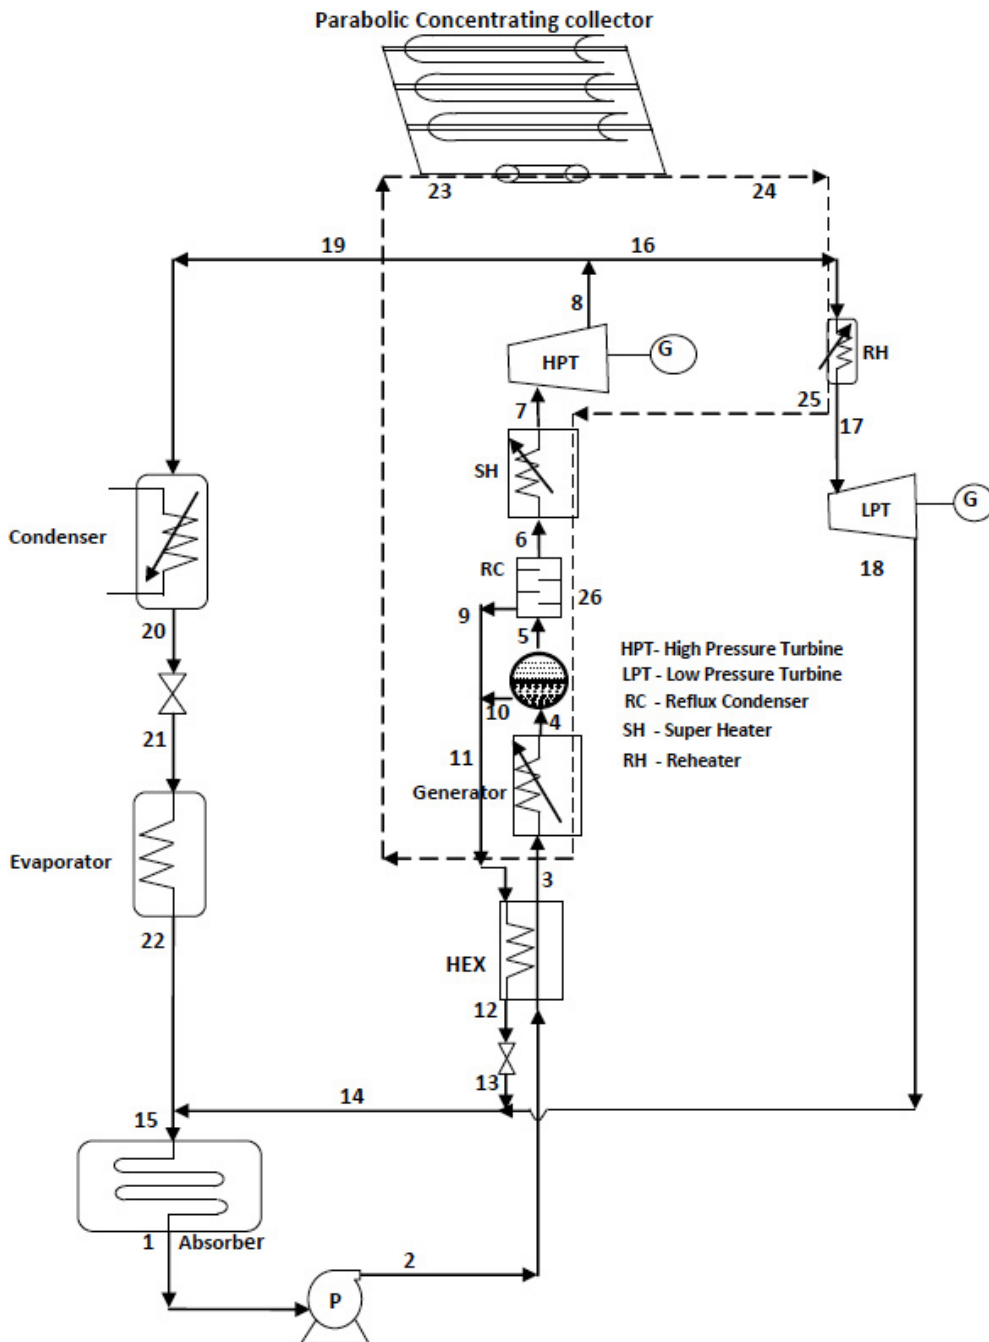 Parabolic Concentrating collector
23
24
19
16
8
HPT
G
RH
25
7
17
SH
LPT
G
Condenser
6
RC
18
26
9
20
5
HPT- High Pressure Turbine
LPT - Low Pressure Turbine
RC - Reflux Condenser
SH - Super Heater
RH - Reheater
10
4
21
11
Generator
Evaporator
3
22
HEX
12
13
14
15
1
Absorber
2
P